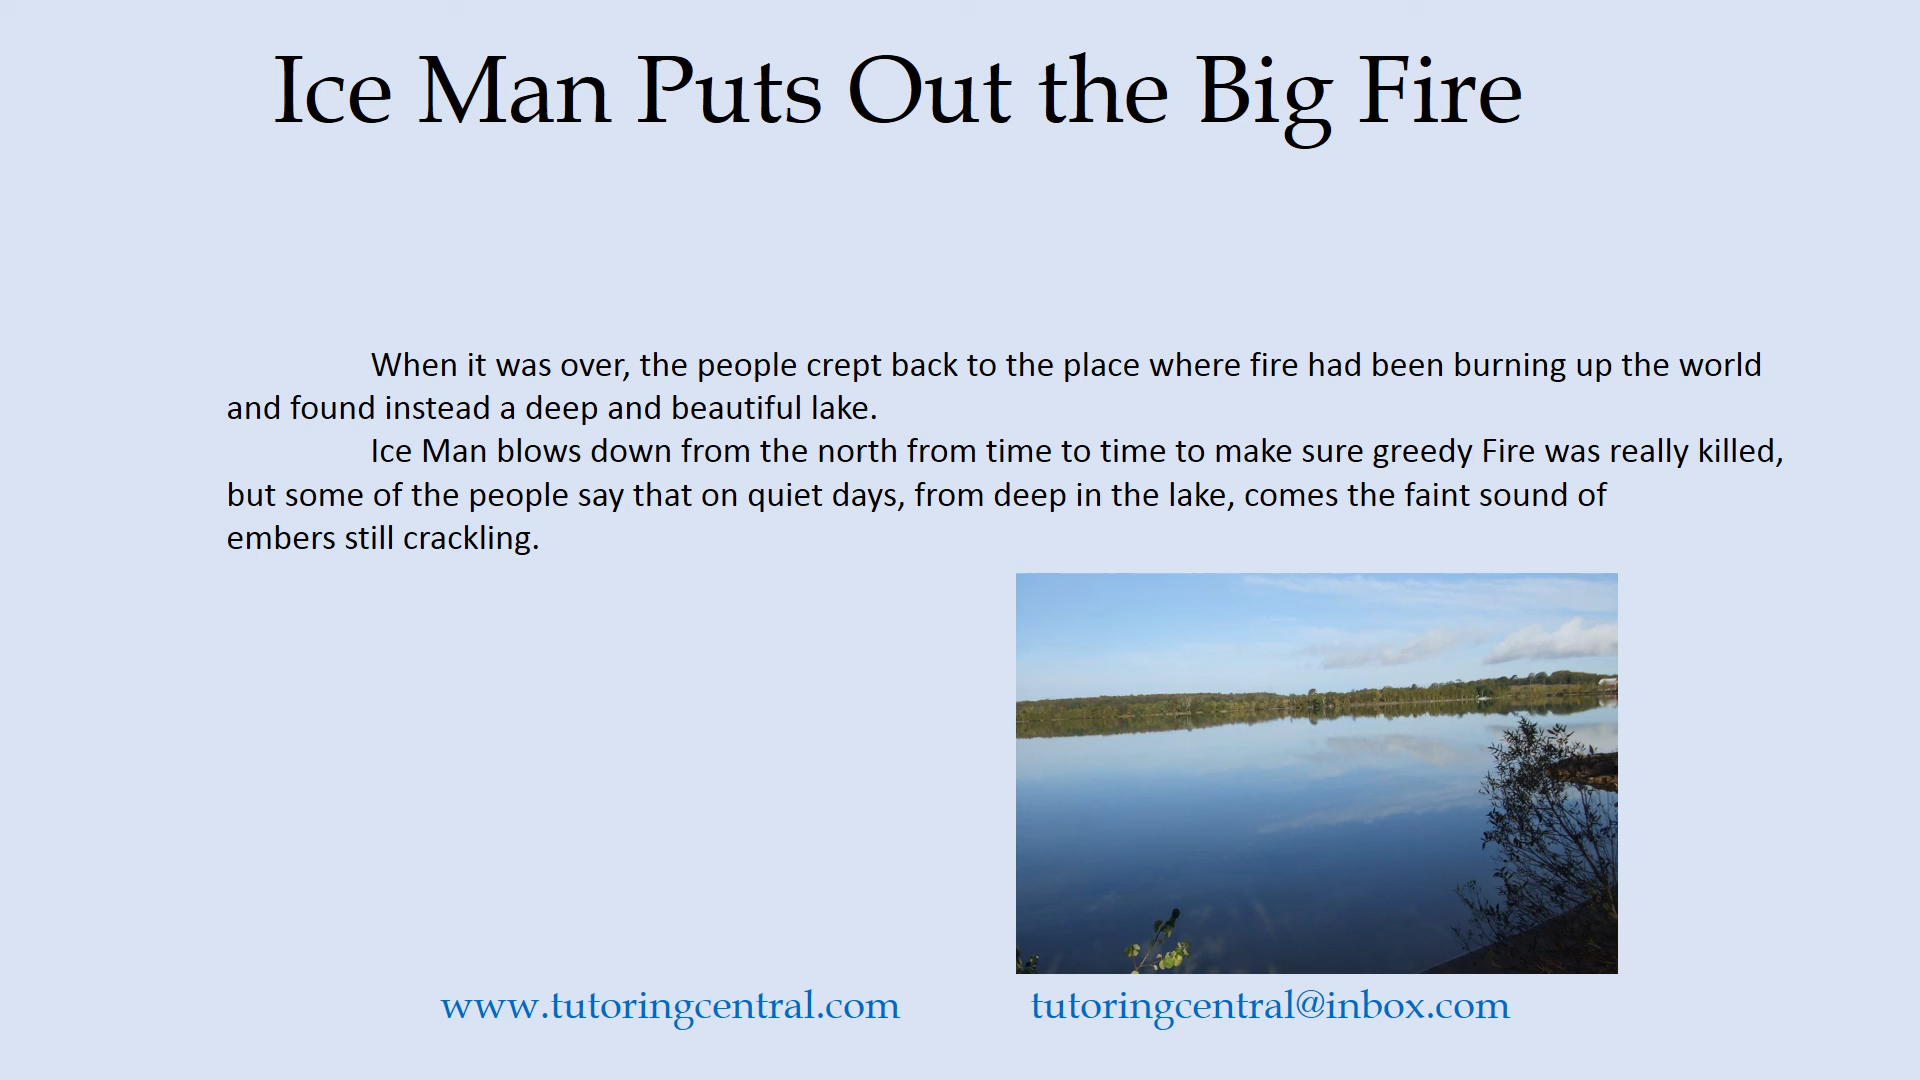 Ice Man Puts Out the Big Fire
When it was over, the people crept back to the place where fire had been burning up the world
and found instead a deep and beautiful lake.
Ice Man blows down from the north from time to time to make sure greedy Fire was really killed,
but some of the people say that on quiet days, from deep in the lake, comes the faint sound of
embers still crackling.
www.tutoringcentral.com tutoringcentral@inbox.com